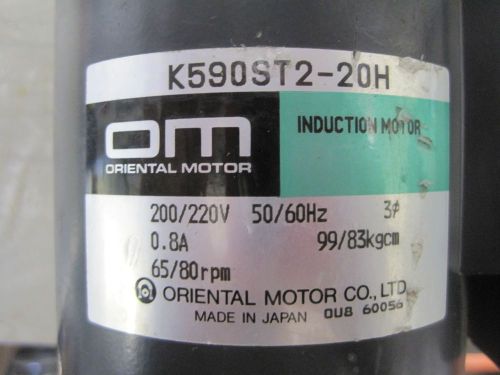 K590ST2-20H
om
ORIENTAL MOTOR
INDUCTION MOTOR
200/220V 50/60Hz 3φ
0.8A 99/83kgcm
65/80rpm
ORIENTAL MOTOR CO., LTD.
MADE IN JAPAN 0U8 60056